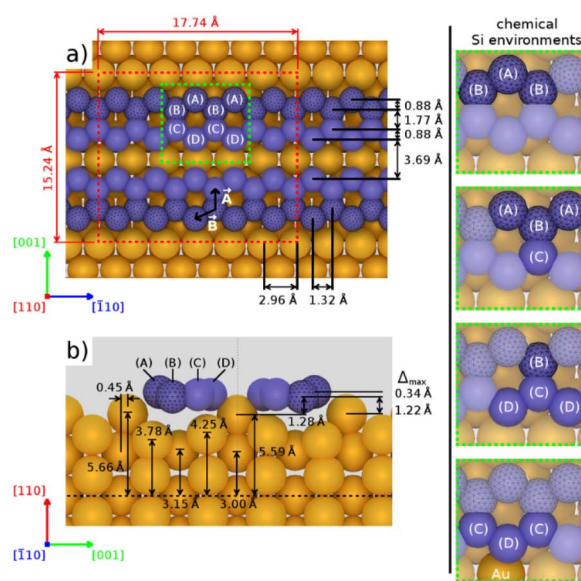 17.74 Å
chemical
Si environments
a)
(A) (A)
(B) (B)
(C) (C)
(D) (D)
0.88 Å
1.77 Å
0.88 Å
3.69 Å
15.24 Å
A
B
[001]
[110] [1̅10]
2.96 Å 1.32 Å
b)
(A) (B) (C) (D)
0.45 Å
3.78 Å
4.25 Å
Δmax
0.34 Å
1.22 Å
1.28 Å
5.66 Å
5.59 Å
3.15 Å
3.00 Å
[110]
[1̅10] [001]
(A)
(B) (B)
(A) (A)
(B)
(C)
(B)
(C)
(D) (D)
(C) (C)
(D)
Au